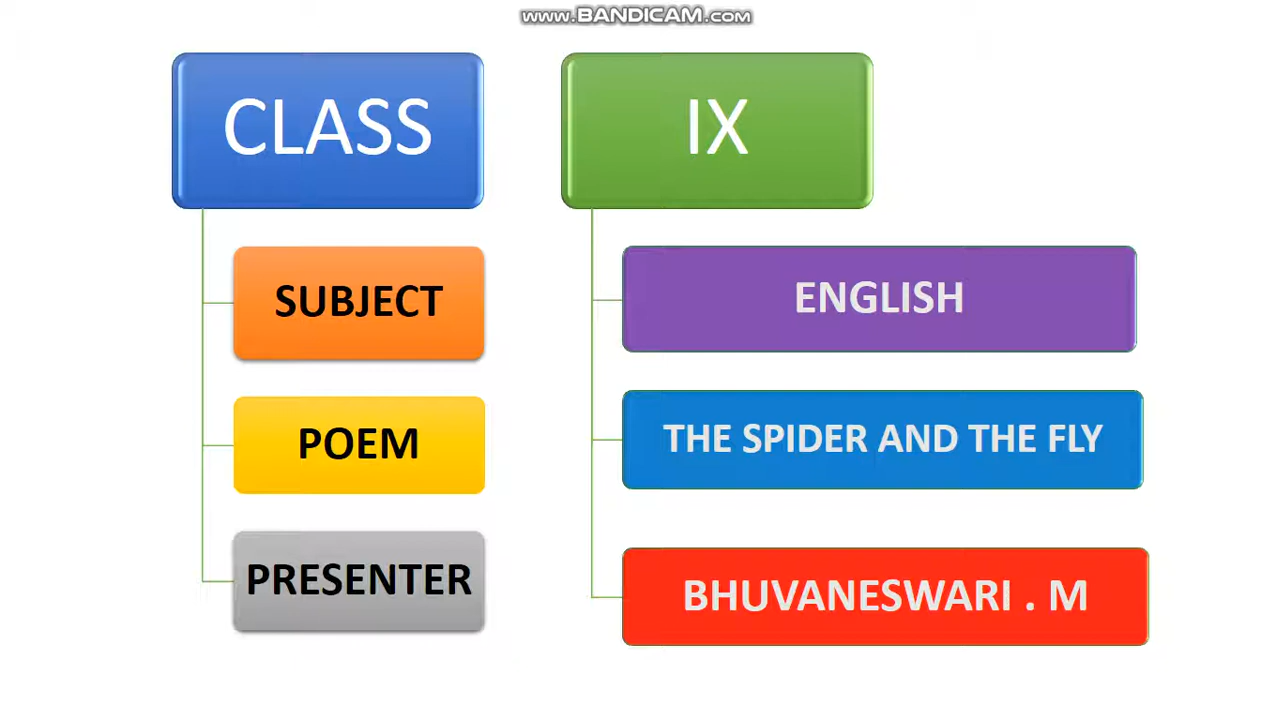 www.BANDICAM.com
CLASS
IX
SUBJECT
ENGLISH
POEM
THE SPIDER AND THE FLY
PRESENTER
BHUVANESWARI . M